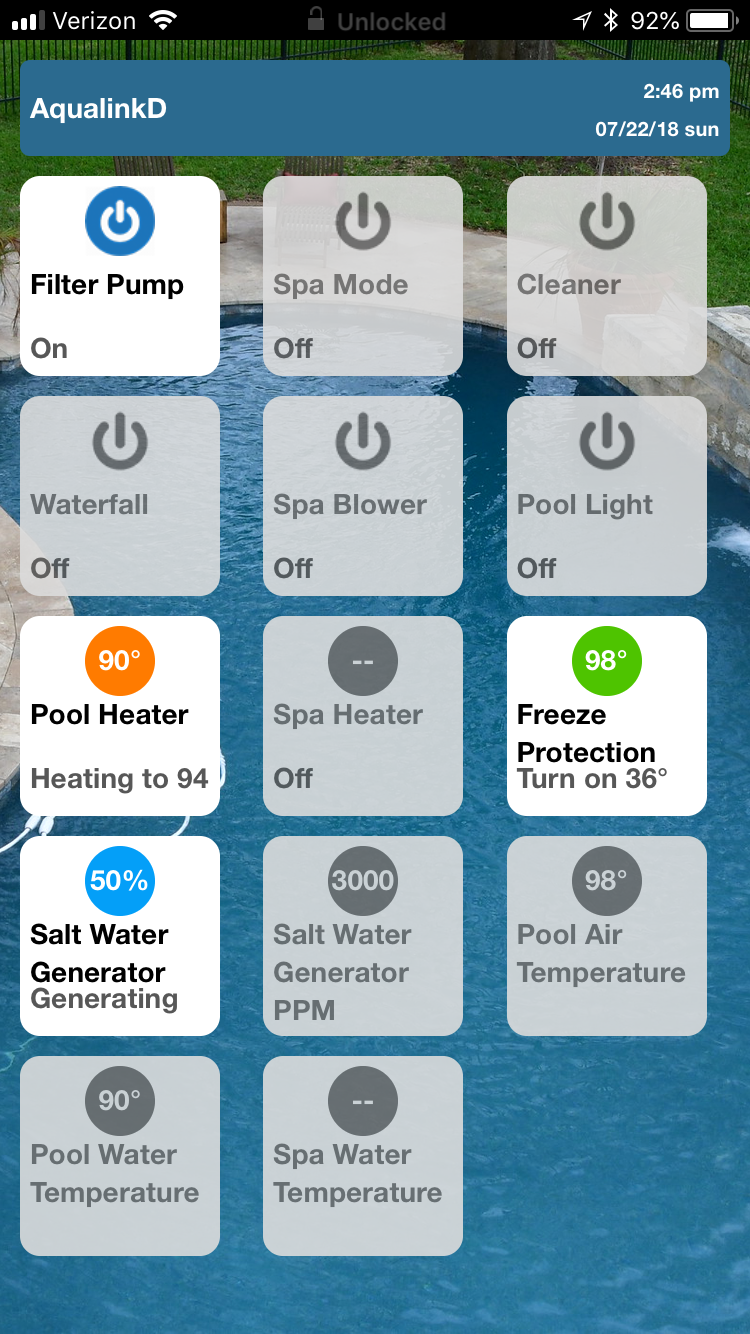 Verizon
Unlocked
92%
AqualinkD
2:46 pm
07/22/18 sun
Filter Pump
On
Spa Mode
Off
Cleaner
Off
Waterfall
Off
Spa Blower
Off
Pool Light
Off
90°
Pool Heater
Heating to 94
--
Spa Heater
Off
98°
Freeze
Protection
Turn on 36°
50%
Salt Water
Generator
Generating
3000
Salt Water
Generator
PPM
98°
Pool Air
Temperature
90°
Pool Water
Temperature
--
Spa Water
Temperature